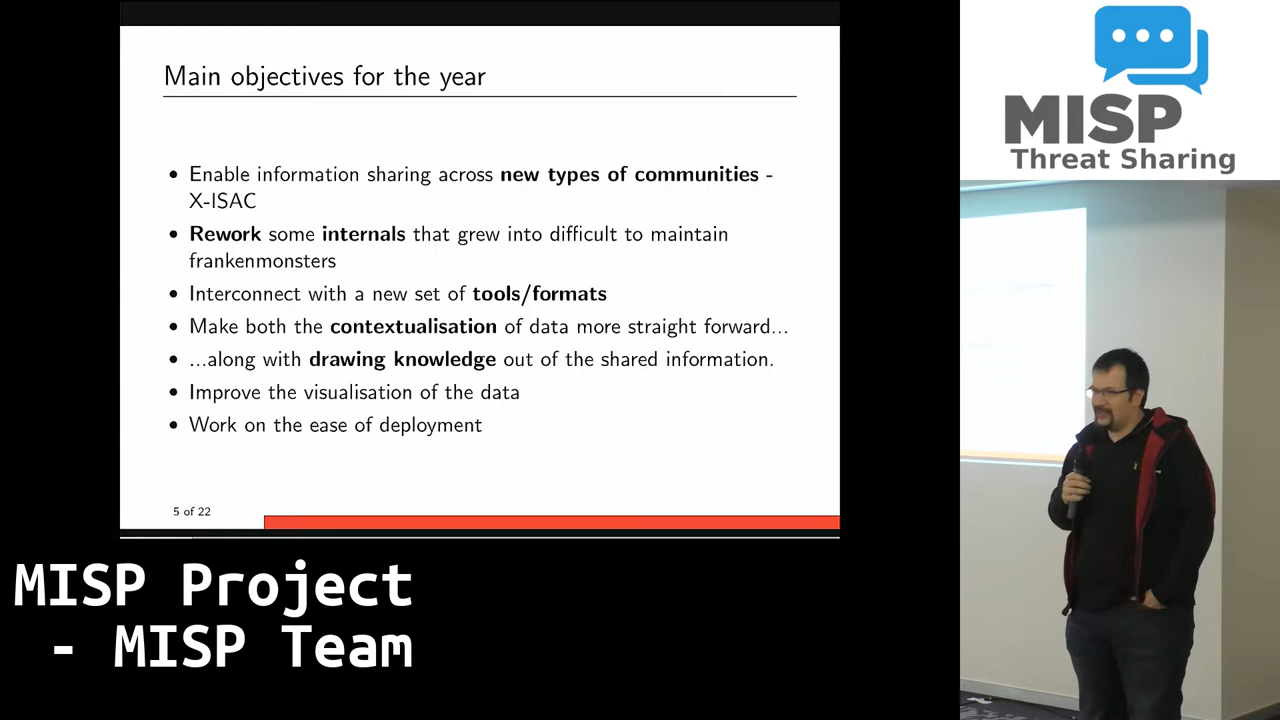 Main objectives for the year
• Enable information sharing across new types of communities -
X-ISAC
• Rework some internals that grew into difficult to maintain
frankenmonsters
• Interconnect with a new set of tools/formats
• Make both the contextualisation of data more straight forward...
• ...along with drawing knowledge out of the shared information.
• Improve the visualisation of the data
• Work on the ease of deployment
5 of 22
MISP
Threat Sharing
MISP Project
- MISP Team